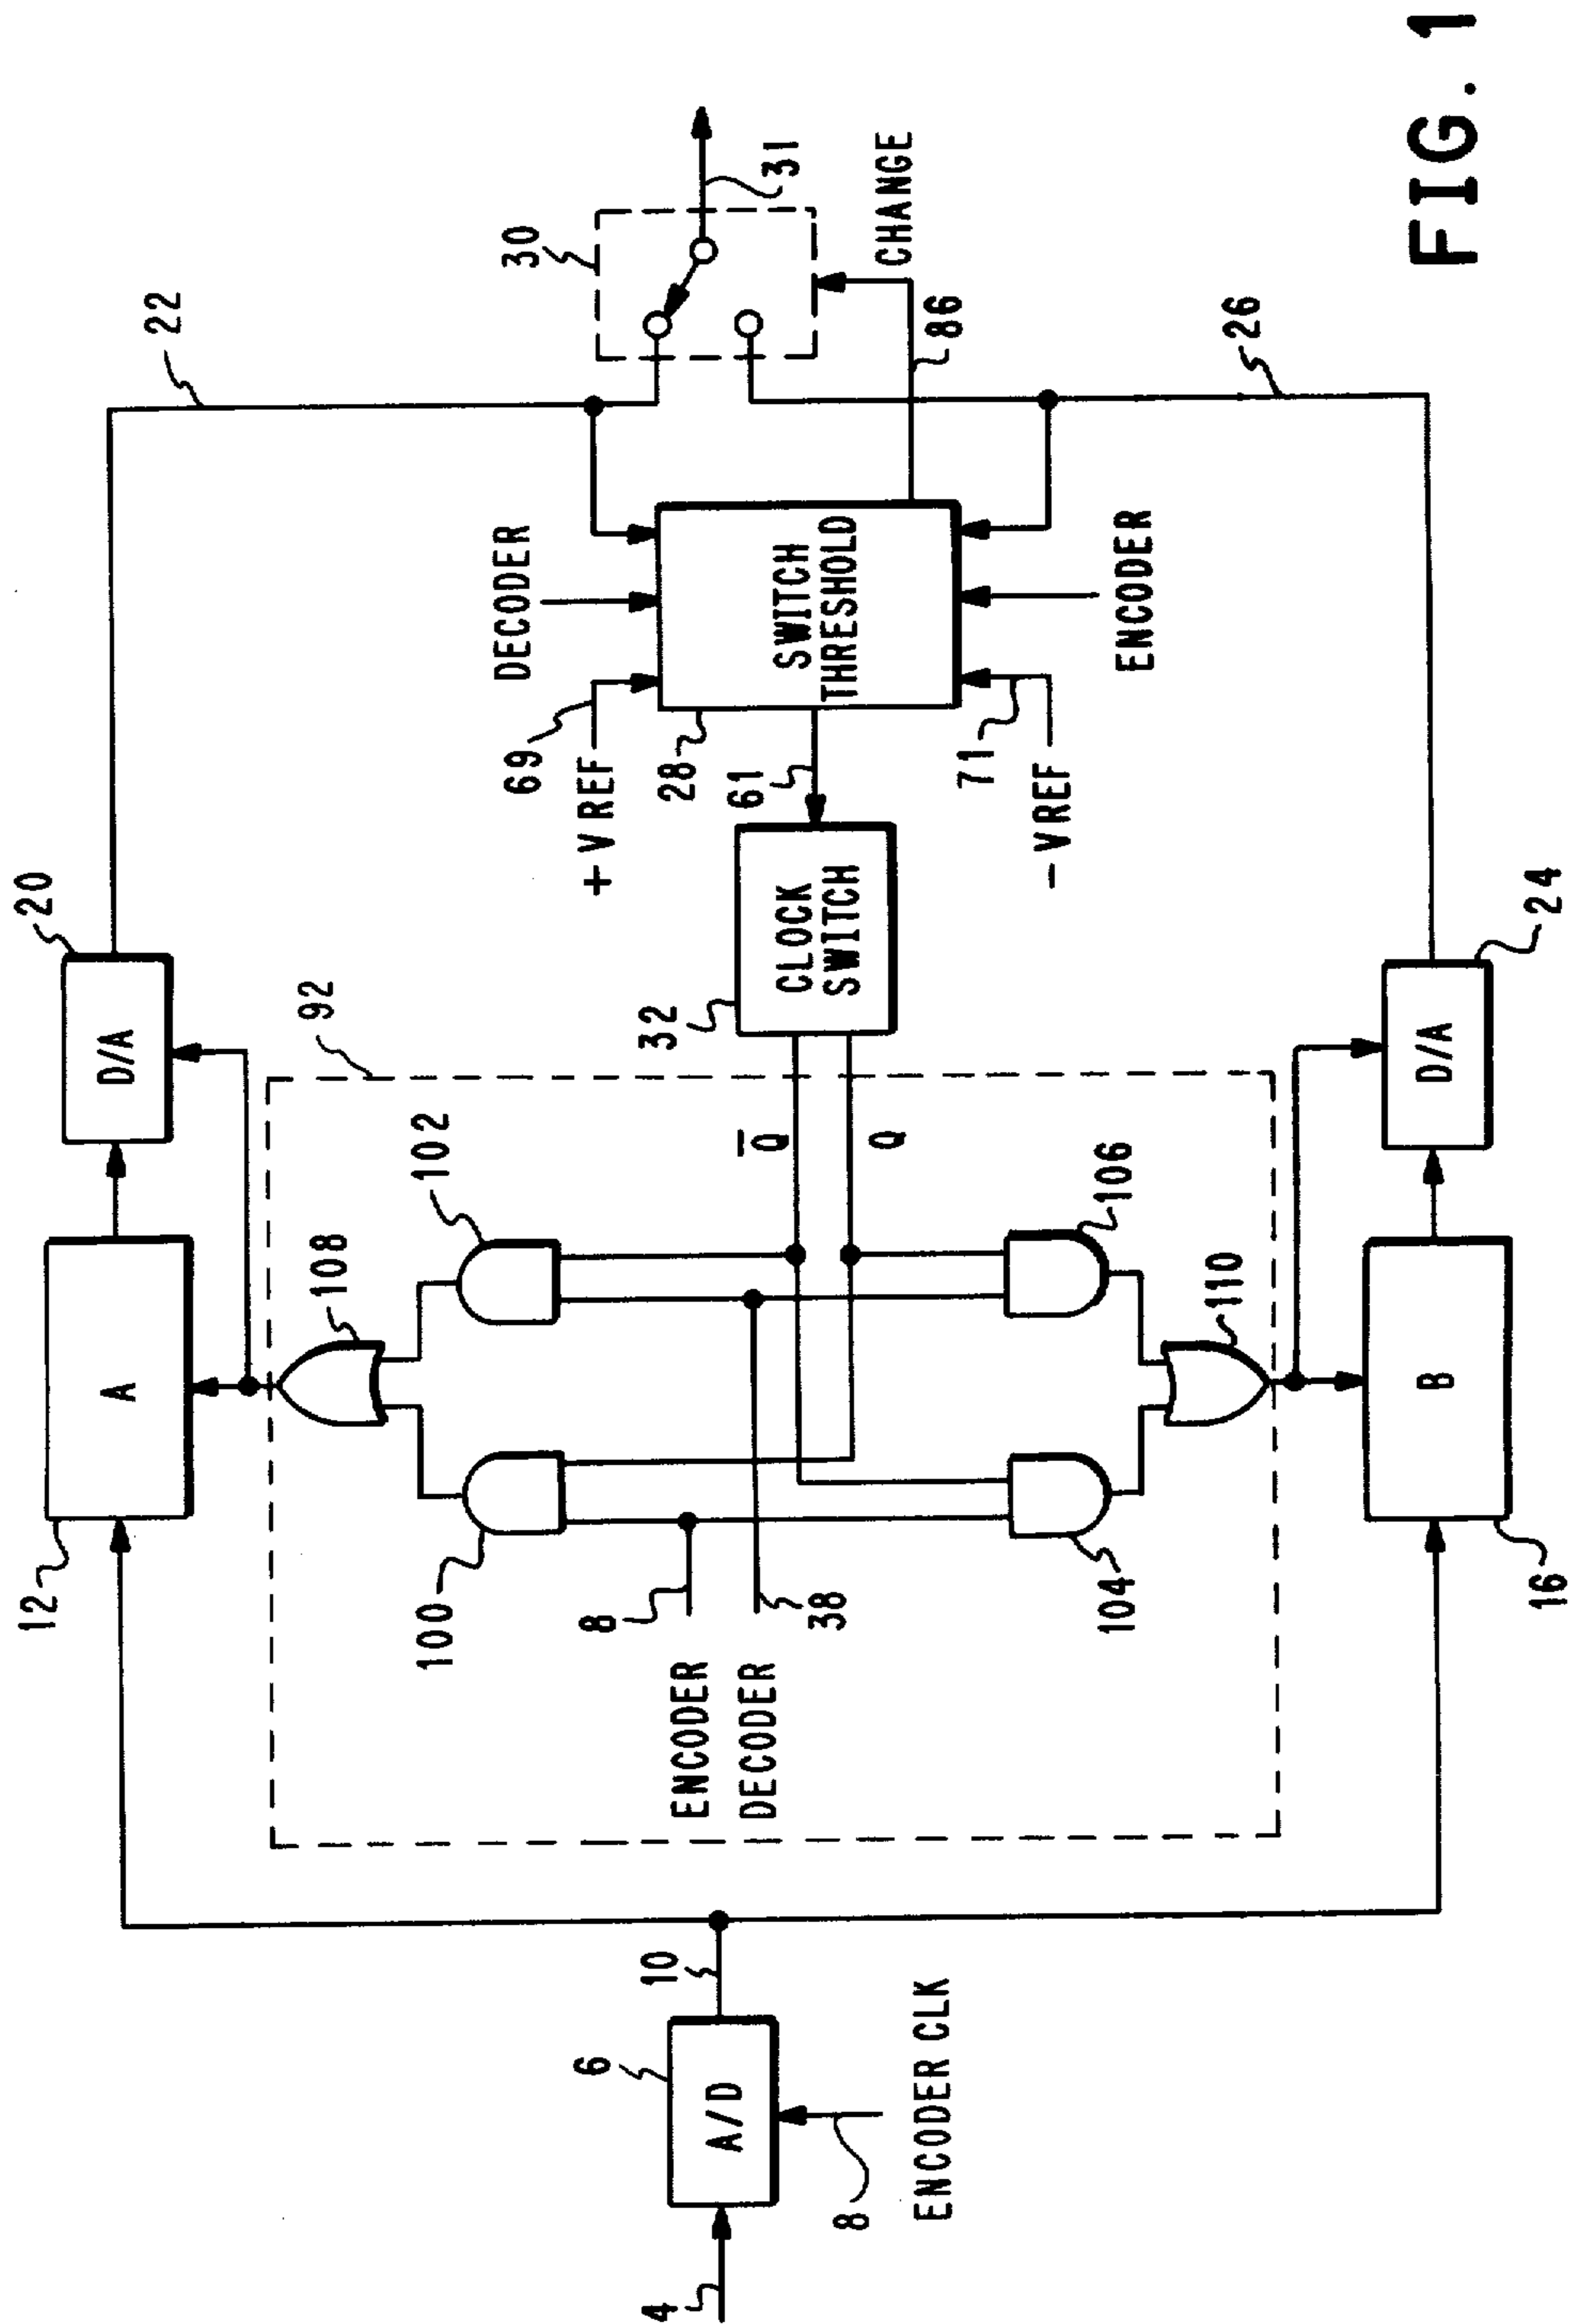 22
30
31
CHANGE
86
26
20
DECODER
69
+VREF
28
SWITCH
THRESHOLD
61
71
-VREF
ENCODER
D/A
92
32
CLOCK
SWITCH
D/A
24
102
Q̅
Q
106
108
110
A
12
100
8
38
104
B
16
ENCODER
DECODER
10
6
A/D
4
8
ENCODER CLK
FIG. 1